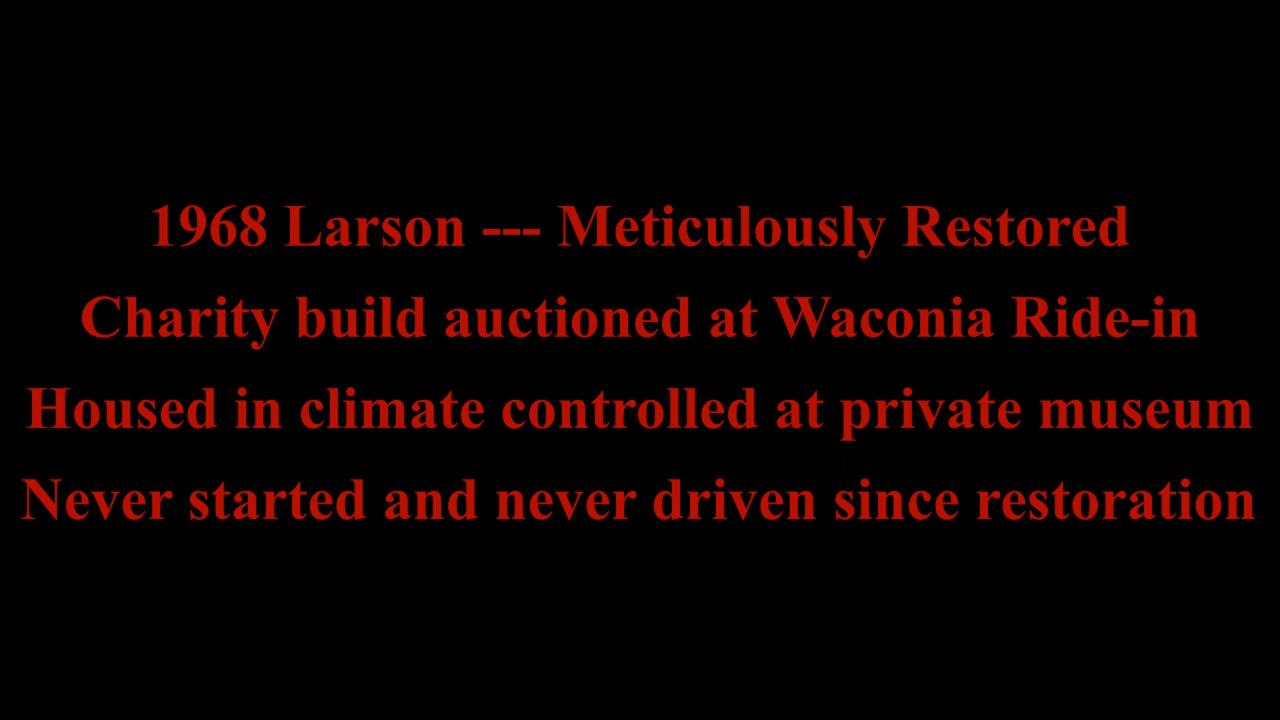 1968 Larson --- Meticulously Restored
Charity build auctioned at Waconia Ride-in
Housed in climate controlled at private museum
Never started and never driven since restoration